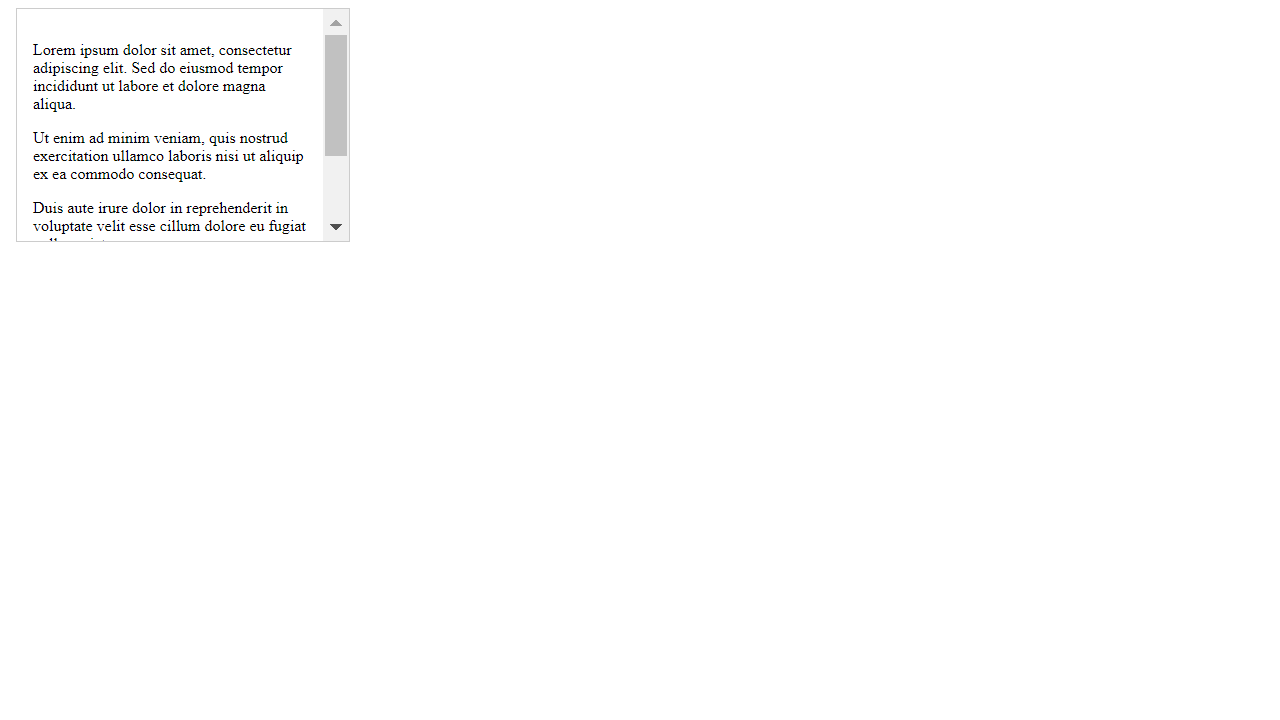 Lorem ipsum dolor sit amet, consectetur
adipiscing elit. Sed do eiusmod tempor
incididunt ut labore et dolore magna
aliqua.
Ut enim ad minim veniam, quis nostrud
exercitation ullamco laboris nisi ut aliquip
ex ea commodo consequat.
Duis aute irure dolor in reprehenderit in
voluptate velit esse cillum dolore eu fugiat